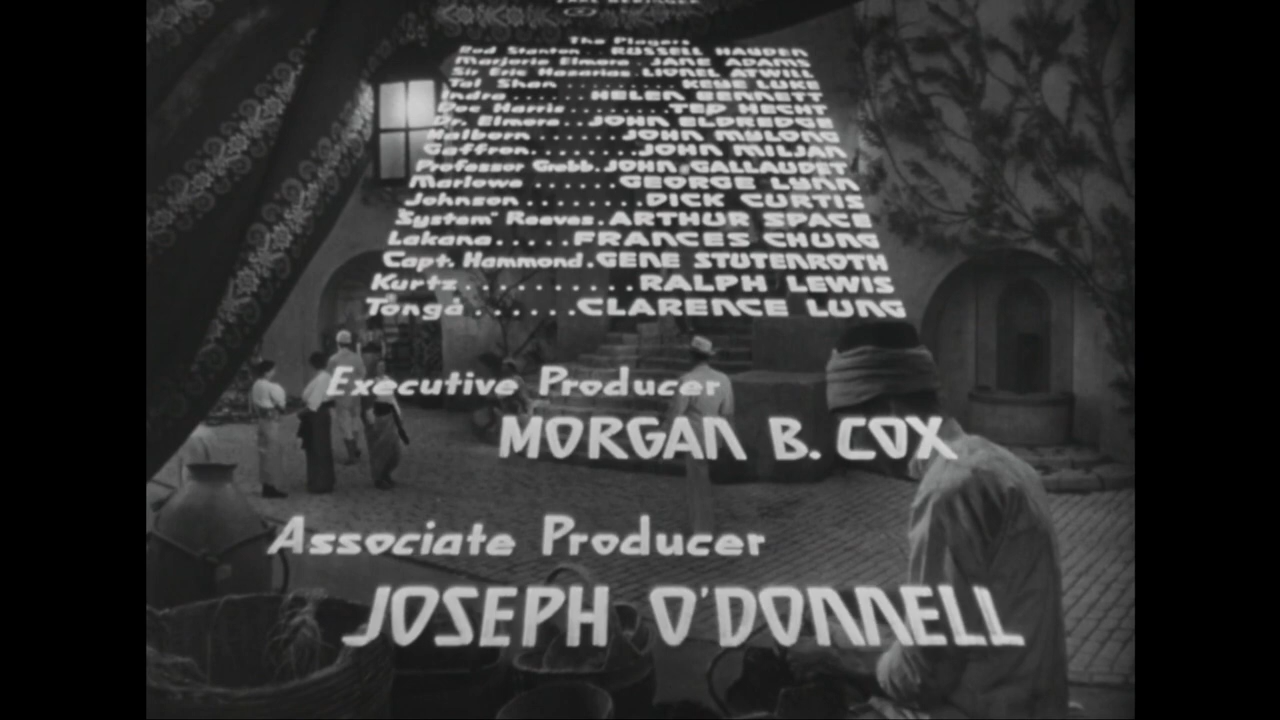 The Players
Rod Stanton . . RUSSELL HAYDEN
Marjorie Elmore . JANE ADAMS
Sir Eric Hazarias . LIONEL ATWILL
Tal Shan . . . . . . . . . KEYE LUKE
Indra . . . . . . HELEN BENNETT
Doc Harris . . . . . . . . TED HECHT
Dr. Elmore . . JOHN ELDREDGE
Malborn . . . . . . . JOHN MYLONG
Gaffron . . . . . . . . JOHN MILJAN
Professor Grebb. JOHN GALLAUDET
Marlowe . . . . . . GEORGE LYNN
Johnson . . . . . . . . DICK CURTIS
"System" Reeves . ARTHUR SPACE
Lakana . . . . . FRANCES CHUNG
Capt. Hammond . GENE STUTENROTH
Kurtz . . . . . . . . . . RALPH LEWIS
Tonga . . . . . . CLARENCE LUNG
Executive Producer
MORGAN B. COX
Associate Producer
JOSEPH O'DONNELL